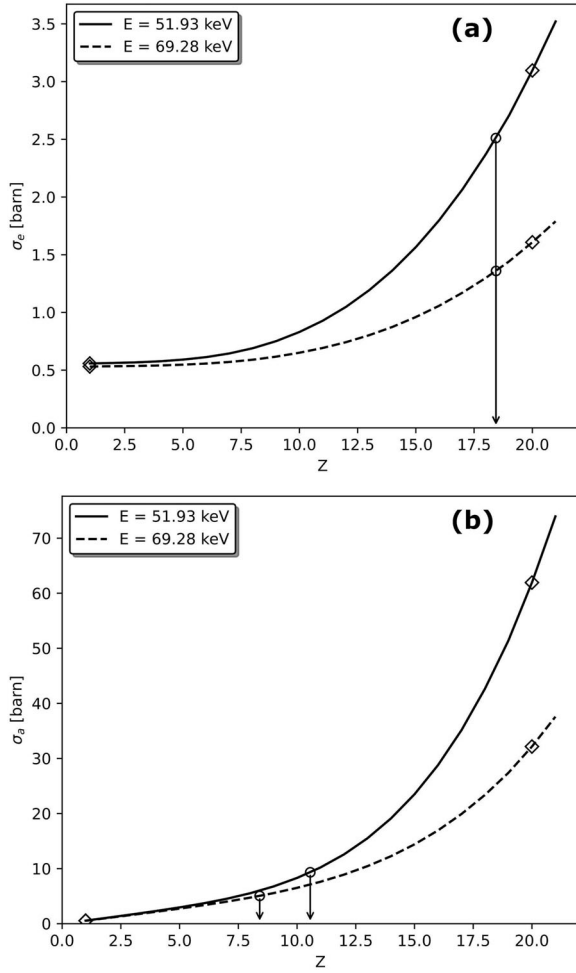 (a)
E = 51.93 keV
E = 69.28 keV
3.5
3.0
2.5
2.0
1.5
1.0
0.5
0.0
σe [barn]
0.0 2.5 5.0 7.5 10.0 12.5 15.0 17.5 20.0
Z
(b)
E = 51.93 keV
E = 69.28 keV
70
60
50
40
30
20
10
0
σa [barn]
0.0 2.5 5.0 7.5 10.0 12.5 15.0 17.5 20.0
Z